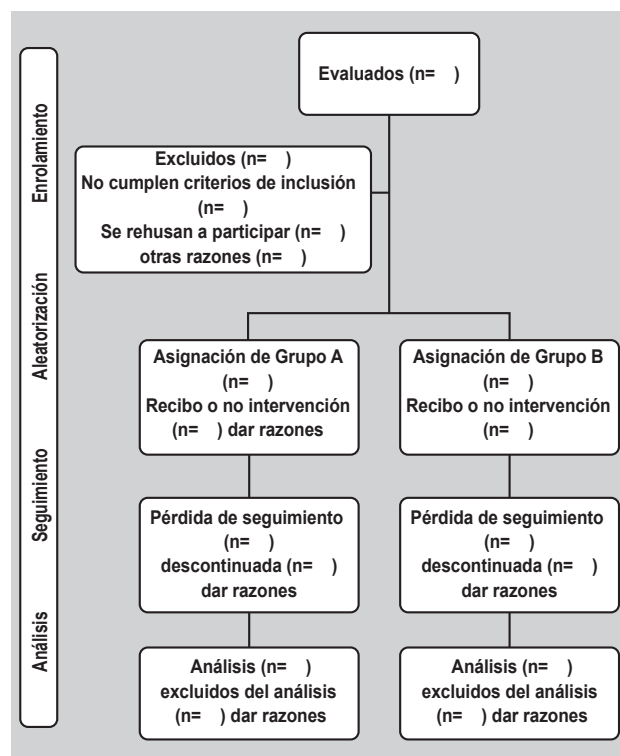 Enrolamiento
Evaluados (n=   )
Excluidos (n=   )
No cumplen criterios de inclusión
(n=   )
Se rehusan a participar (n=   )
otras razones (n=   )
Aleatorización
Asignación de Grupo A
(n=   )
Recibo o no intervención
(n=   ) dar razones
Asignación de Grupo B
(n=   )
Recibo o no intervención
(n=   )
Seguimiento
Pérdida de seguimiento
(n=   )
descontinuada (n=   )
dar razones
Pérdida de seguimiento
(n=   )
descontinuada (n=   )
dar razones
Análisis
Análisis (n=   )
excluidos del análisis
(n=   ) dar razones
Análisis (n=   )
excluidos del análisis
(n=   ) dar razones